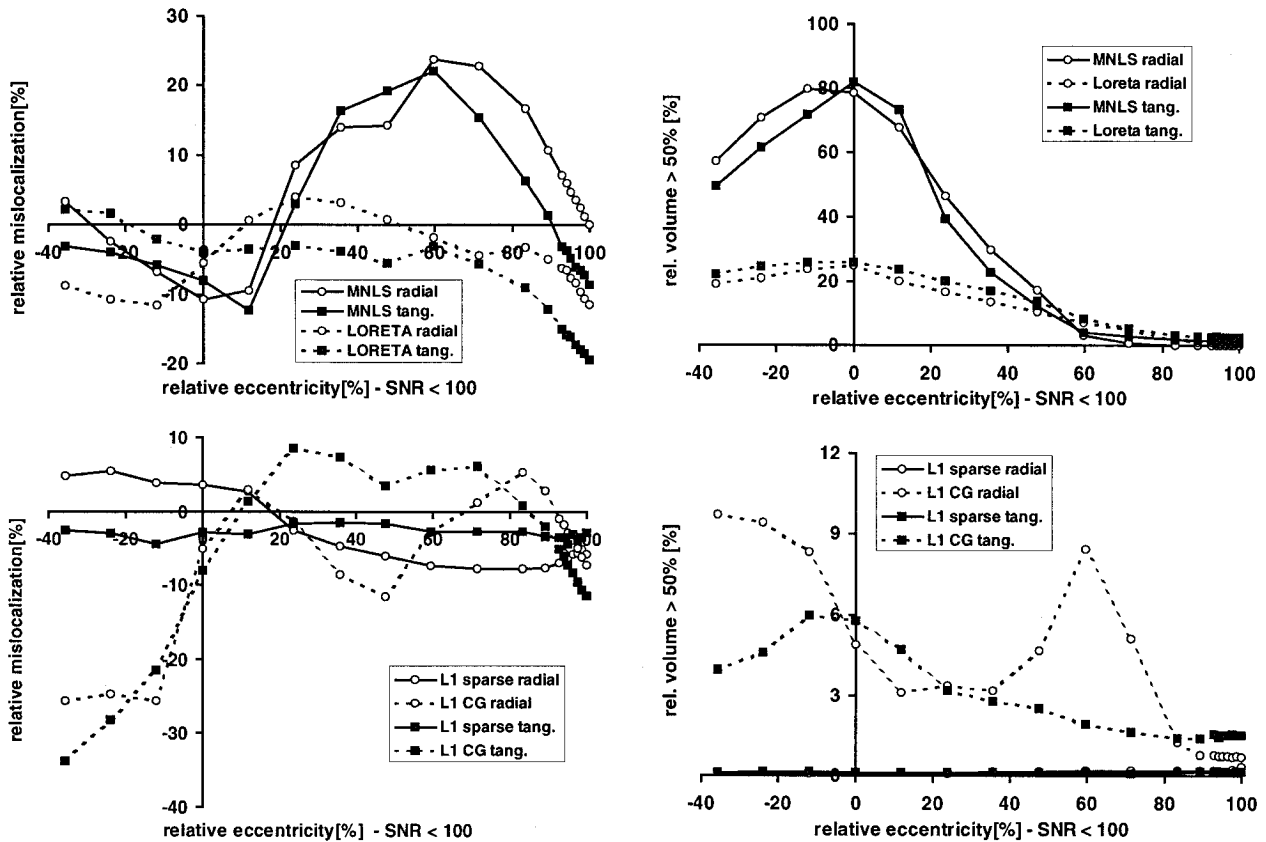 relative mislocalization[%]
30
20
10
0
-10
-20
-40 -20 20 40 60 80 100
MNLS radial
MNLS tang.
LORETA radial
LORETA tang.
relative eccentricity[%] - SNR < 100
rel. volume > 50% [%]
100
80
60
40
20
0
-40 -20 0 20 40 60 80 100
MNLS radial
Loreta radial
MNLS tang.
Loreta tang.
relative eccentricity[%] - SNR < 100
relative mislocalization[%]
10
0
-10
-20
-30
-40
-40 -20 20 40 60 80 100
L1 sparse radial
L1 CG radial
L1 sparse tang.
L1 CG tang.
relative eccentricity[%] - SNR < 100
rel. volume > 50% [%]
12
9
6
3
0
-40 -20 0 20 40 60 80 100
L1 sparse radial
L1 CG radial
L1 sparse tang.
L1 CG tang.
relative eccentricity[%] - SNR < 100